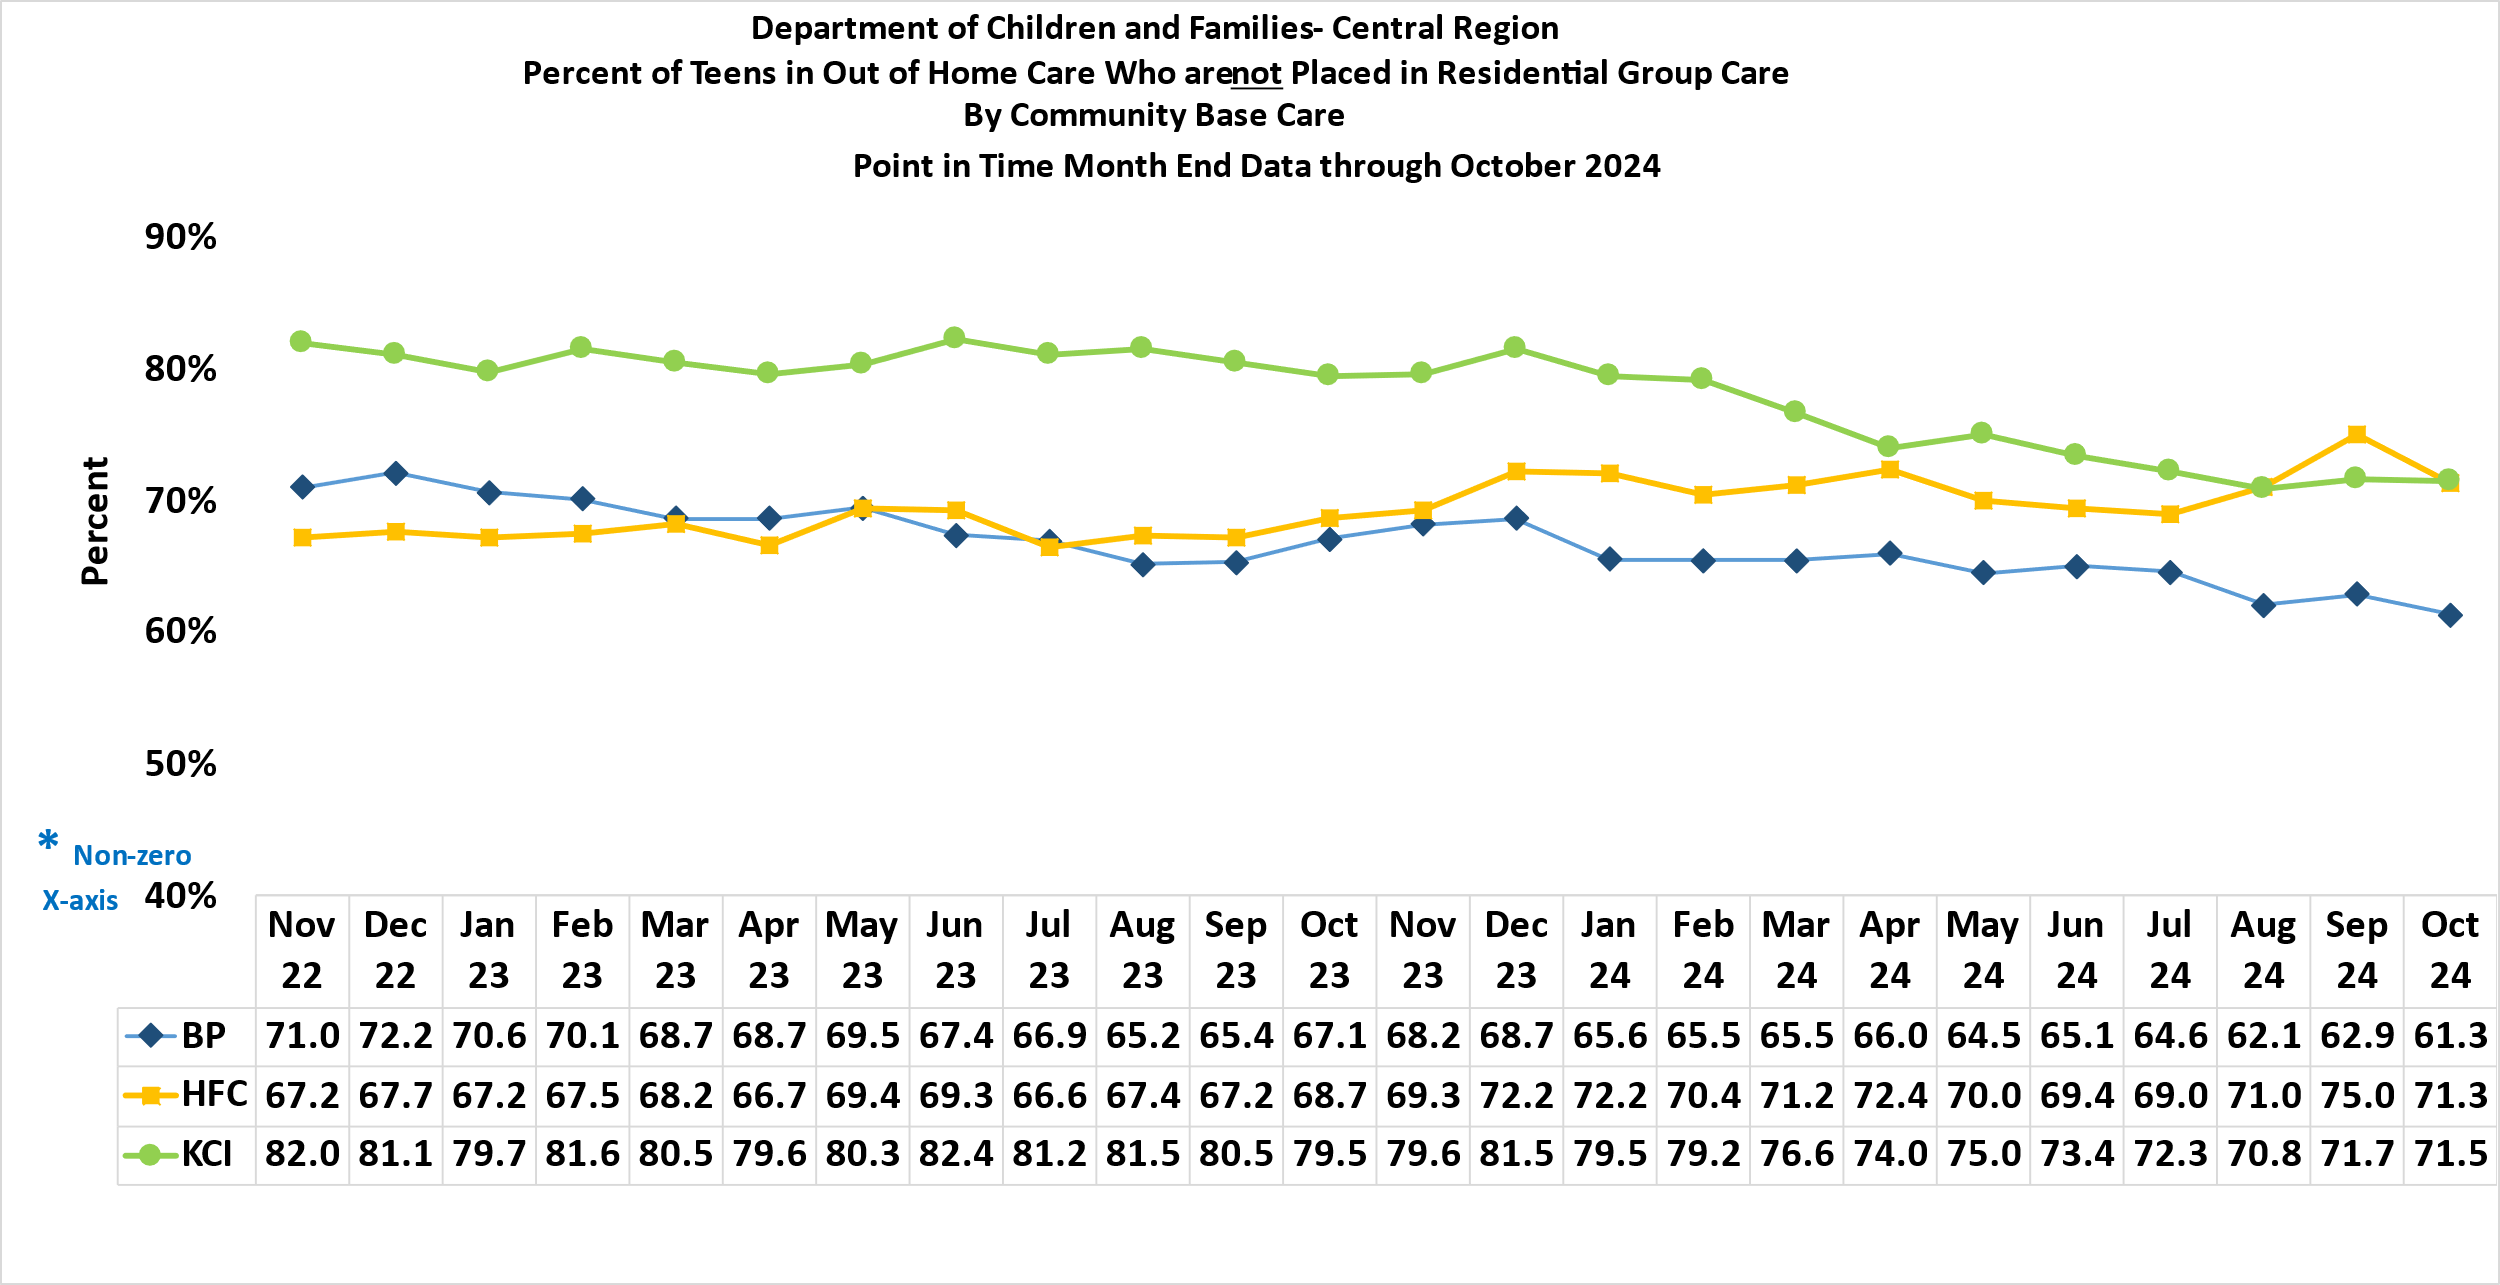 Department of Children and Families- Central Region
Percent of Teens in Out of Home Care Who arenot Placed in Residential Group Care
By Community Base Care
Point in Time Month End Data through October 2024
90%
80%
70%
60%
50%
40%
Percent
* Non-zero
X-axis
Nov Dec Jan Feb Mar Apr May Jun Jul Aug Sep Oct Nov Dec Jan Feb Mar Apr May Jun Jul Aug Sep Oct
22 22 23 23 23 23 23 23 23 23 23 23 23 23 24 24 24 24 24 24 24 24 24 24
BP 71.0 72.2 70.6 70.1 68.7 68.7 69.5 67.4 66.9 65.2 65.4 67.1 68.2 68.7 65.6 65.5 65.5 66.0 64.5 65.1 64.6 62.1 62.9 61.3
HFC 67.2 67.7 67.2 67.5 68.2 66.7 69.4 69.3 66.6 67.4 67.2 68.7 69.3 72.2 72.2 70.4 71.2 72.4 70.0 69.4 69.0 71.0 75.0 71.3
KCI 82.0 81.1 79.7 81.6 80.5 79.6 80.3 82.4 81.2 81.5 80.5 79.5 79.6 81.5 79.5 79.2 76.6 74.0 75.0 73.4 72.3 70.8 71.7 71.5